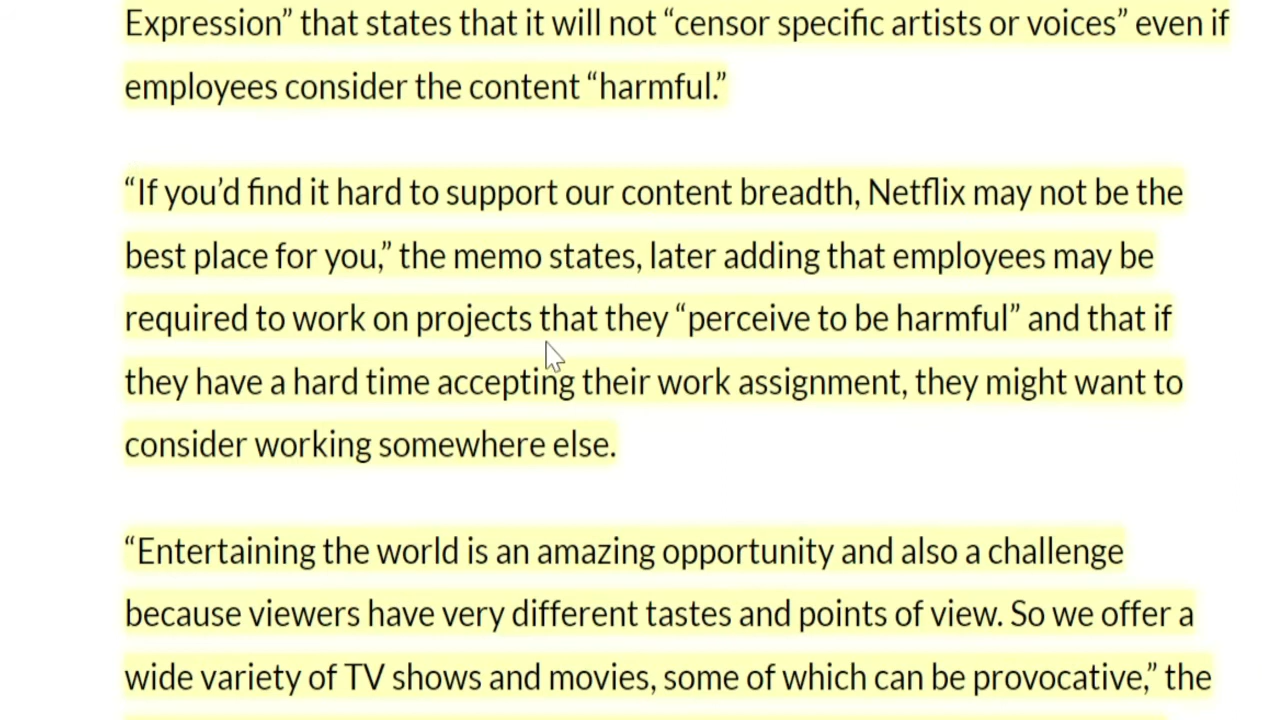 Expression” that states that it will not “censor specific artists or voices” even if
employees consider the content “harmful.”
“If you’d find it hard to support our content breadth, Netflix may not be the
best place for you,” the memo states, later adding that employees may be
required to work on projects that they “perceive to be harmful” and that if
they have a hard time accepting their work assignment, they might want to
consider working somewhere else.
“Entertaining the world is an amazing opportunity and also a challenge
because viewers have very different tastes and points of view. So we offer a
wide variety of TV shows and movies, some of which can be provocative,” the